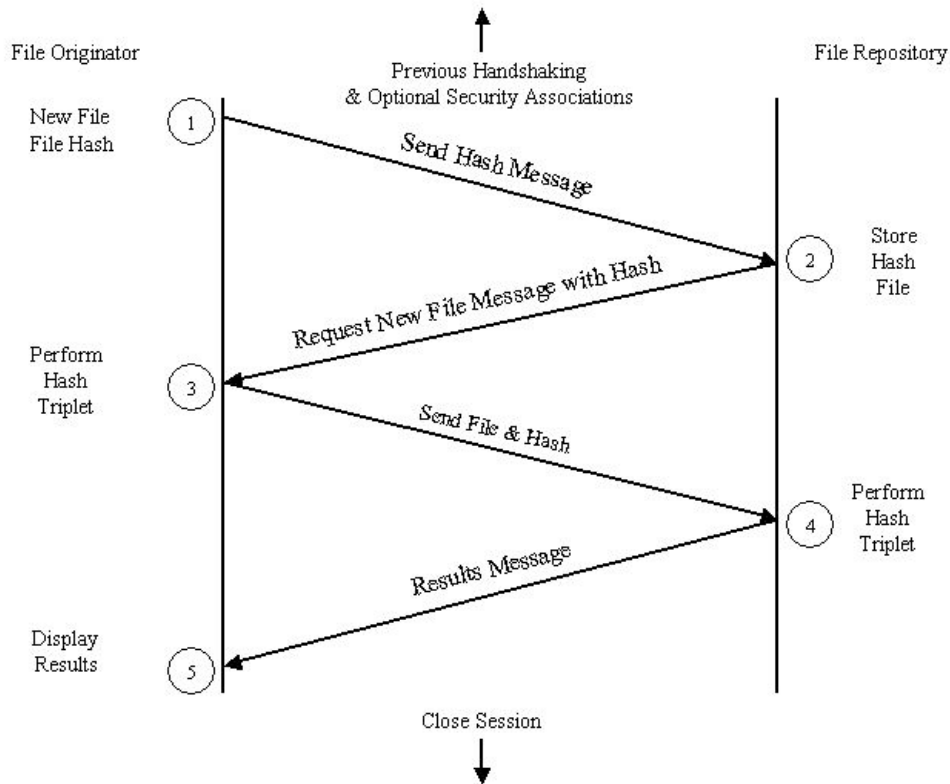 File Originator
File Repository
Previous Handshaking
& Optional Security Associations
New File
File Hash
1
Send Hash Message
2
Store
Hash
File
Request New File Message with Hash
Perform
Hash
Triplet
3
Send File & Hash
4
Perform
Hash
Triplet
Results Message
Display
Results
5
Close Session